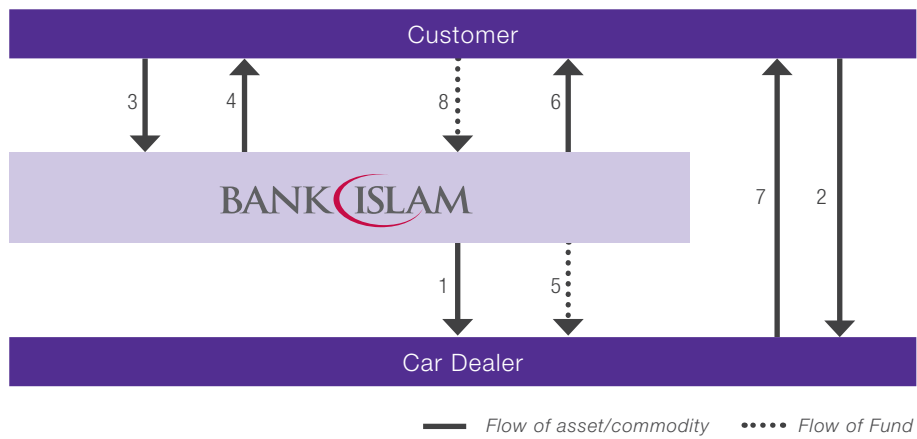 Customer
3
4
8
6
BANK ISLAM
7
2
1
5
Car Dealer
Flow of asset/commodity
Flow of Fund